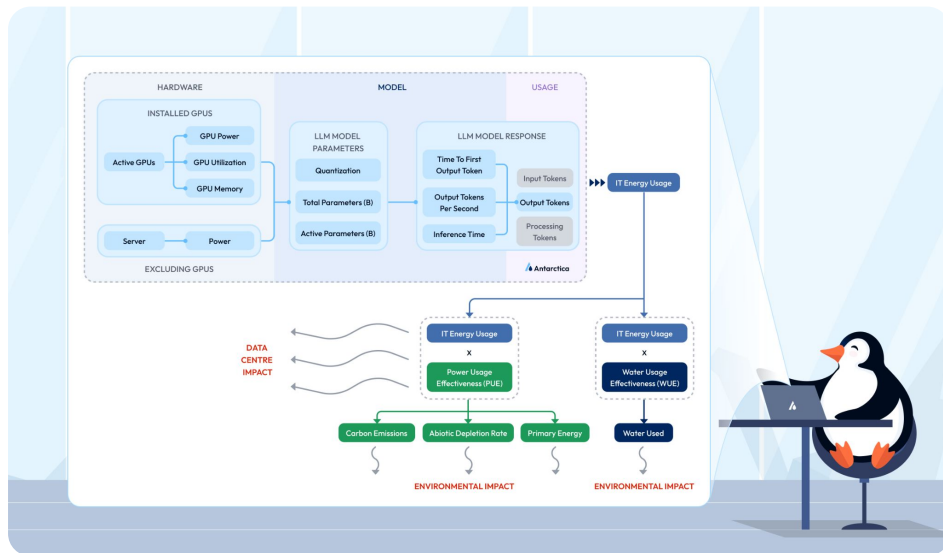 HARDWARE
MODEL
USAGE
INSTALLED GPUS
Active GPUs
GPU Power
GPU Utilization
GPU Memory
Server
Power
EXCLUDING GPUS
LLM MODEL
PARAMETERS
Quantization
Total Parameters (B)
Active Parameters (B)
LLM MODEL RESPONSE
Time To First
Output Token
Output Tokens
Per Second
Inference Time
Input Tokens
Output Tokens
Processing
Tokens
Antarctica
IT Energy Usage
DATA
CENTRE
IMPACT
IT Energy Usage
x
Power Usage
Effectiveness (PUE)
IT Energy Usage
x
Water Usage
Effectiveness (WUE)
Carbon Emissions
Abiotic Depletion Rate
Primary Energy
Water Used
ENVIRONMENTAL IMPACT
ENVIRONMENTAL IMPACT